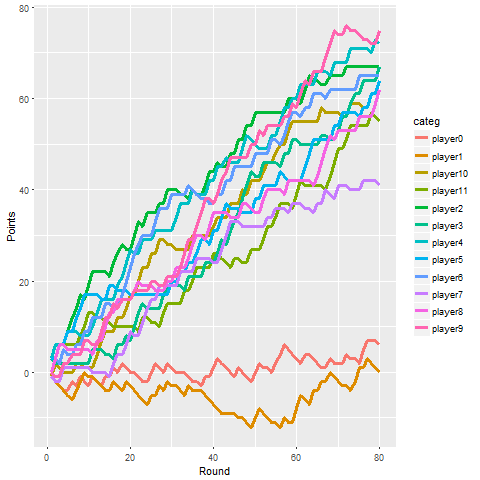 80
60
40
20
0
Points
0
20
40
60
80
Round
categ
player0
player1
player10
player11
player2
player3
player4
player5
player6
player7
player8
player9